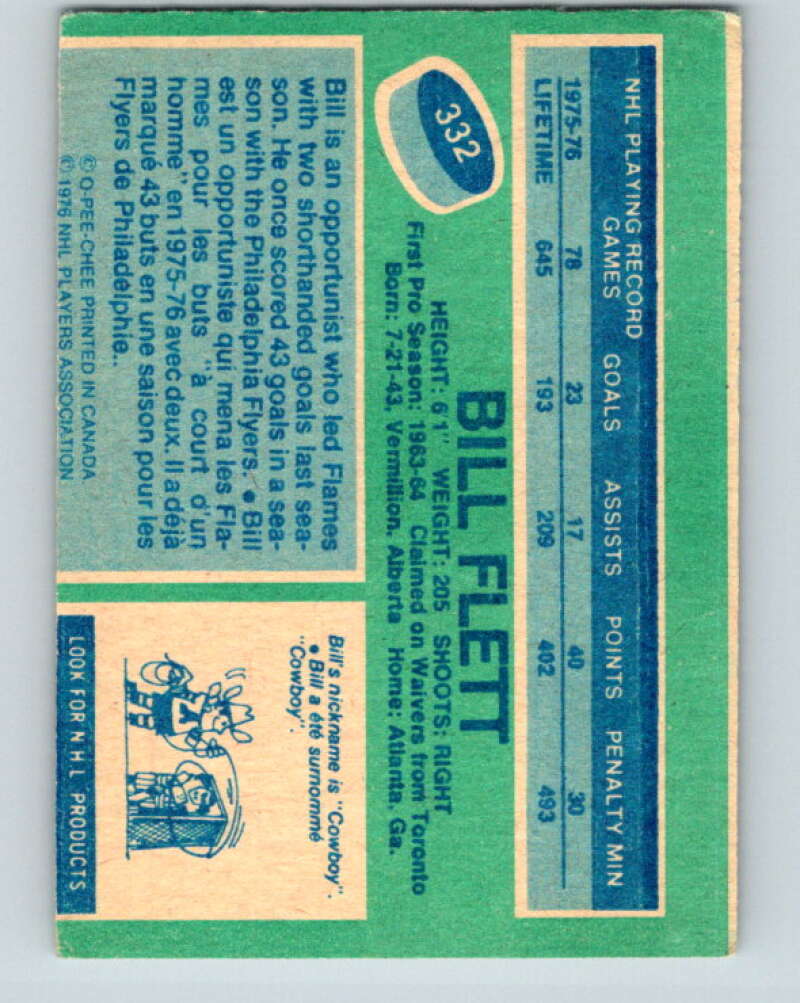 NHL PLAYING RECORD
GAMES GOALS ASSISTS POINTS PENALTY MIN
1975-76 78 23 17 40 30
LIFETIME 645 193 209 402 493
332
BILL FLETT
HEIGHT: 6'1" WEIGHT: 205 SHOOTS: RIGHT
First Pro Season: 1963-64 Claimed on Waivers from Toronto
Born: 7-21-43, Vermillion, Alberta Home: Atlanta, Ga.
Bill is an opportunist who led Flames
with two shorthanded goals last sea-
son. He once scored 43 goals in a sea-
son with the Philadelphia Flyers. • Bill
est un opportuniste qui mena les Fla-
mes pour les buts "à court d'un
homme" en 1975-76 avec deux. Il a déjà
marqué 43 buts en une saison pour les
Flyers de Philadelphie..
© O-PEE-CHEE PRINTED IN CANADA
© 1976 NHL PLAYERS ASSOCIATION
Bill's nickname is "Cowboy".
• Bill a été surnommé
"Cowboy".
LOOK FOR NHL PRODUCTS